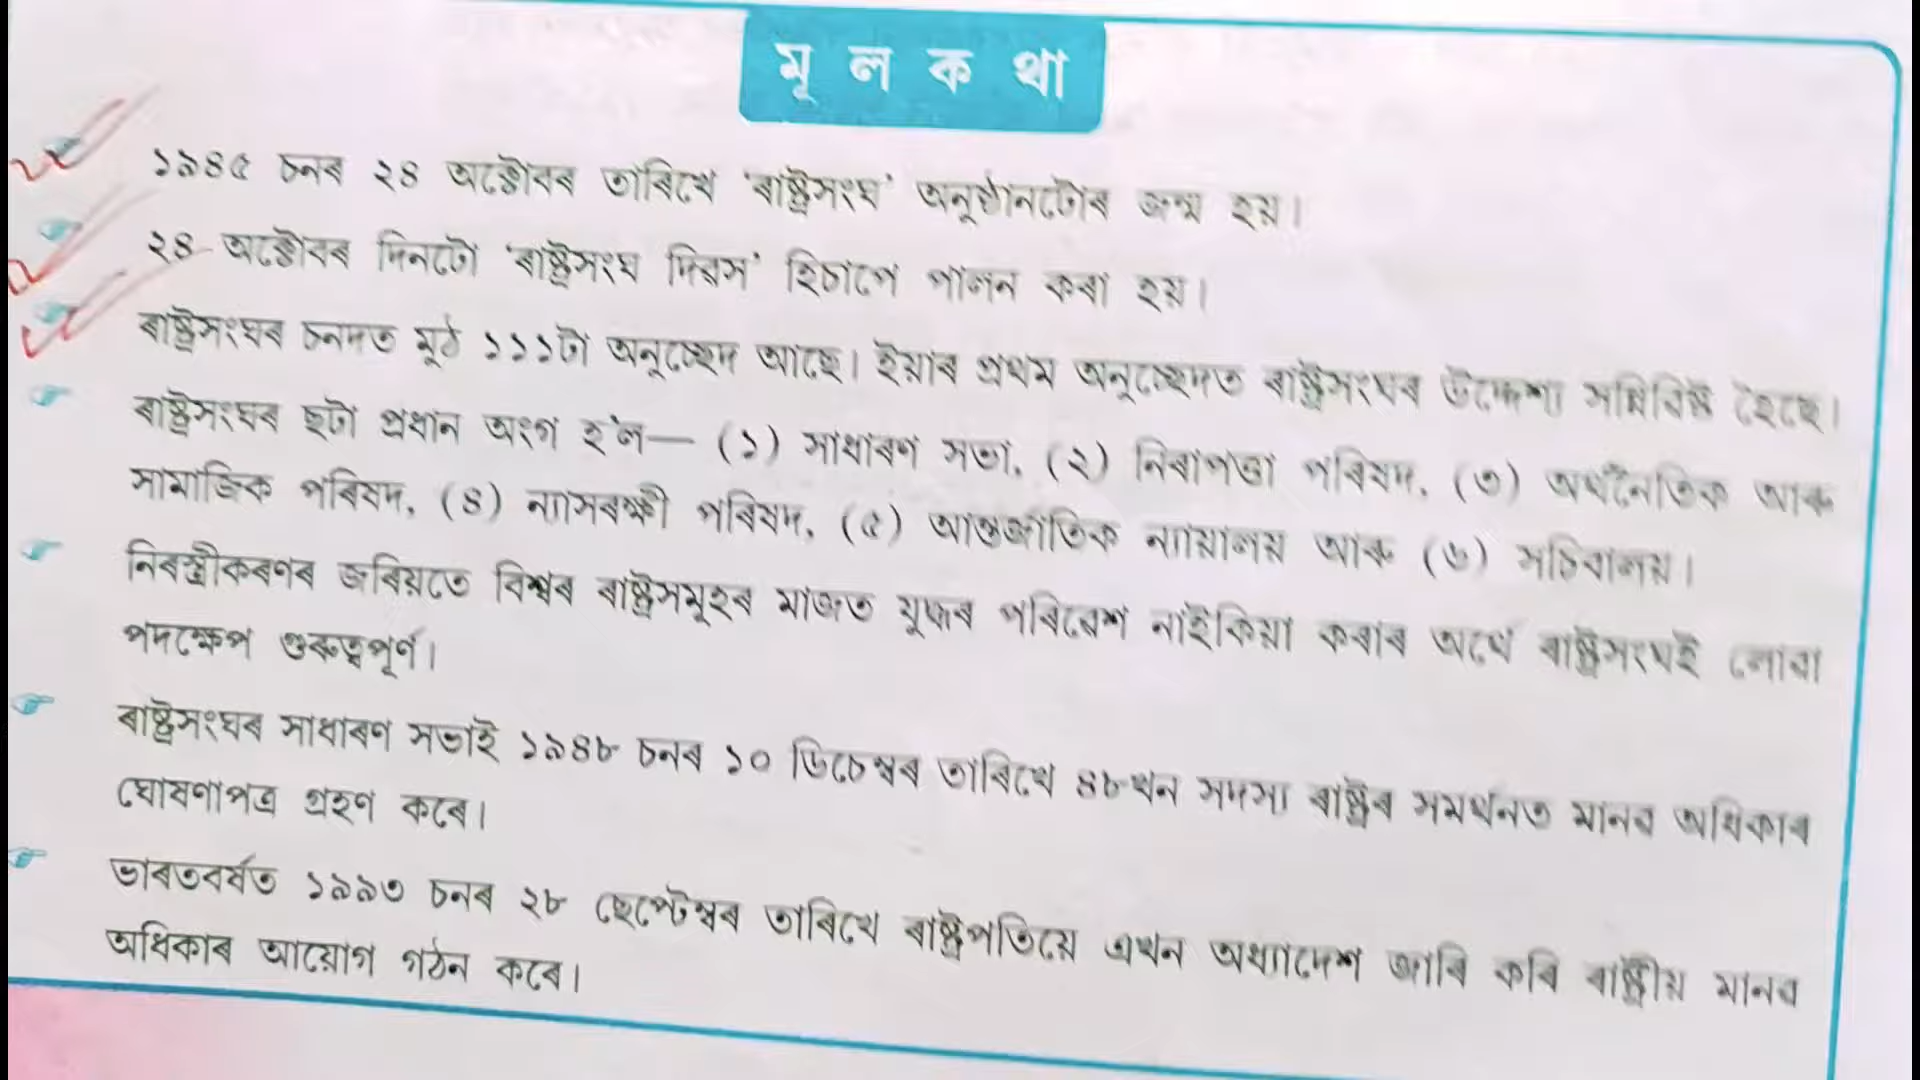 মূলকথা
১৯৪৫ চনৰ ২৪ অক্টোবৰ তাৰিখে ‘ৰাষ্ট্ৰসংঘ’ অনুষ্ঠানটোৰ জন্ম হয়।
২৪ অক্টোবৰ দিনটো ‘ৰাষ্ট্ৰসংঘ দিৱস’ হিচাপে পালন কৰা হয়।
ৰাষ্ট্ৰসংঘৰ চনদত মুঠ ১১১টা অনুচ্ছেদ আছে। ইয়াৰ প্ৰথম অনুচ্ছেদত ৰাষ্ট্ৰসংঘৰ উদ্দেশ্য সন্নিবিষ্ট হৈছে।
ৰাষ্ট্ৰসংঘৰ ছটা প্ৰধান অংগ হ’ল— (১) সাধাৰণ সভা, (২) নিৰাপত্তা পৰিষদ, (৩) অৰ্থনৈতিক আৰু
সামাজিক পৰিষদ, (৪) ন্যাসৰক্ষী পৰিষদ, (৫) আন্তৰ্জাতিক ন্যায়ালয় আৰু (৬) সচিবালয়।
নিৰস্ত্ৰীকৰণৰ জৰিয়তে বিশ্বৰ ৰাষ্ট্ৰসমূহৰ মাজত যুদ্ধৰ পৰিৱেশ নাইকিয়া কৰাৰ অৰ্থে ৰাষ্ট্ৰসংঘই লোৱা
পদক্ষেপ গুৰুত্বপূৰ্ণ।
ৰাষ্ট্ৰসংঘৰ সাধাৰণ সভাই ১৯৪৮ চনৰ ১০ ডিচেম্বৰ তাৰিখে ৪৮খন সদস্য ৰাষ্ট্ৰৰ সমৰ্থনত মানৱ অধিকাৰ
ঘোষণাপত্ৰ গ্ৰহণ কৰে।
ভাৰতবৰ্ষত ১৯৯৩ চনৰ ২৮ ছেপ্টেম্বৰ তাৰিখে ৰাষ্ট্ৰপতিয়ে এখন অধ্যাদেশ জাৰি কৰি ৰাষ্ট্ৰীয় মানৱ
অধিকাৰ আয়োগ গঠন কৰে।